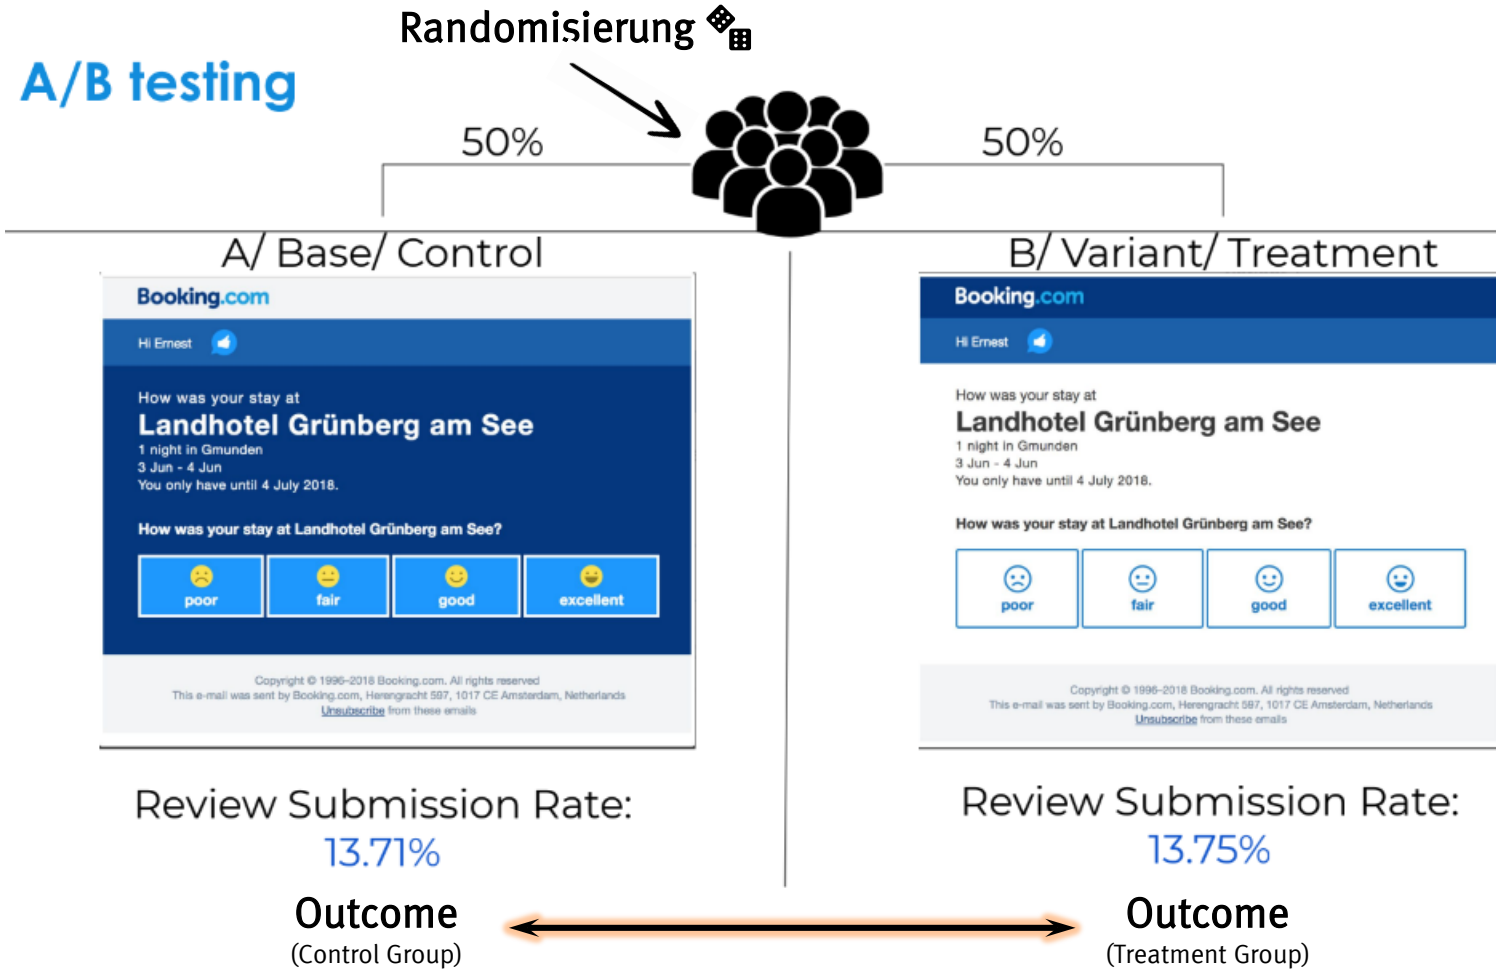 Randomisierung
A/B testing
50%
50%
A/ Base/ Control
Booking.com
Hi Ernest
How was your stay at
Landhotel Grünberg am See
1 night in Gmunden
3 Jun - 4 Jun
You only have until 4 July 2018.
How was your stay at Landhotel Grünberg am See?
poor
fair
good
excellent
Copyright © 1996–2018 Booking.com. All rights reserved
This e-mail was sent by Booking.com, Herengracht 597, 1017 CE Amsterdam, Netherlands
Unsubscribe from these emails
Review Submission Rate:
13.71%
Outcome
(Control Group)
B/ Variant/ Treatment
Booking.com
Hi Ernest
How was your stay at
Landhotel Grünberg am See
1 night in Gmunden
3 Jun - 4 Jun
You only have until 4 July 2018.
How was your stay at Landhotel Grünberg am See?
poor
fair
good
excellent
Copyright © 1996–2018 Booking.com. All rights reserved
This e-mail was sent by Booking.com, Herengracht 597, 1017 CE Amsterdam, Netherlands
Unsubscribe from these emails
Review Submission Rate:
13.75%
Outcome
(Treatment Group)